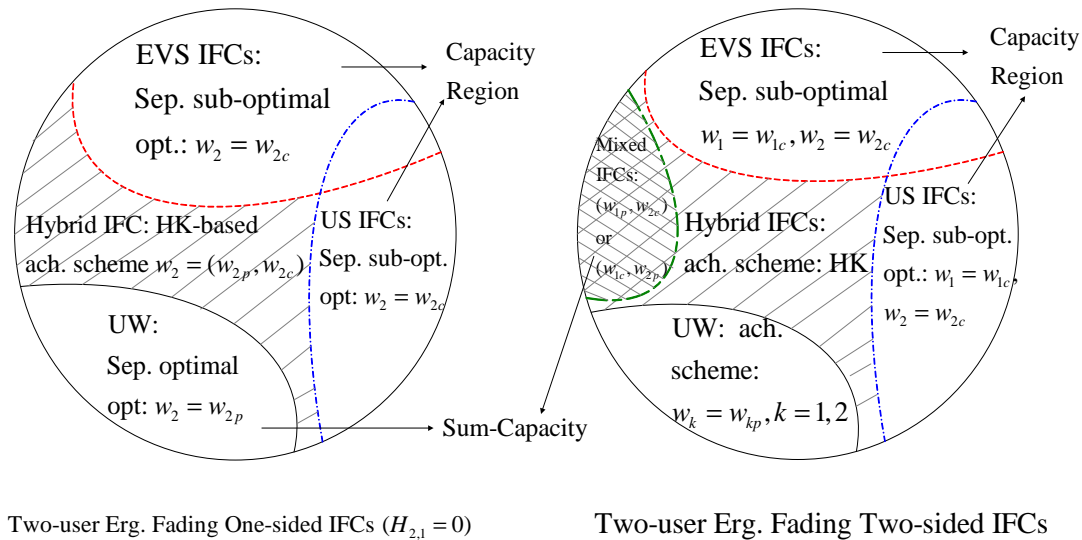 EVS IFCs:
Sep. sub-optimal
opt.: w_2 = w_{2c}
Capacity
Region
Hybrid IFC: HK-based
ach. scheme w_2 = (w_{2p}, w_{2c})
US IFCs:
Sep. sub-opt.
opt: w_2 = w_{2c}
UW:
Sep. optimal
opt: w_2 = w_{2p}
Sum-Capacity
Two-user Erg. Fading One-sided IFCs (H_{2,1} = 0)
EVS IFCs:
Sep. sub-optimal
w_1 = w_{1c}, w_2 = w_{2c}
Capacity
Region
Mixed
IFCs:
(w_{1p}, w_{2c})
or
(w_{1c}, w_{2p})
Hybrid IFCs:
ach. scheme: HK
US IFCs:
Sep. sub-opt.
opt.: w_1 = w_{1c},
w_2 = w_{2c}
UW: ach.
scheme:
w_k = w_{kp}, k = 1, 2
Two-user Erg. Fading Two-sided IFCs